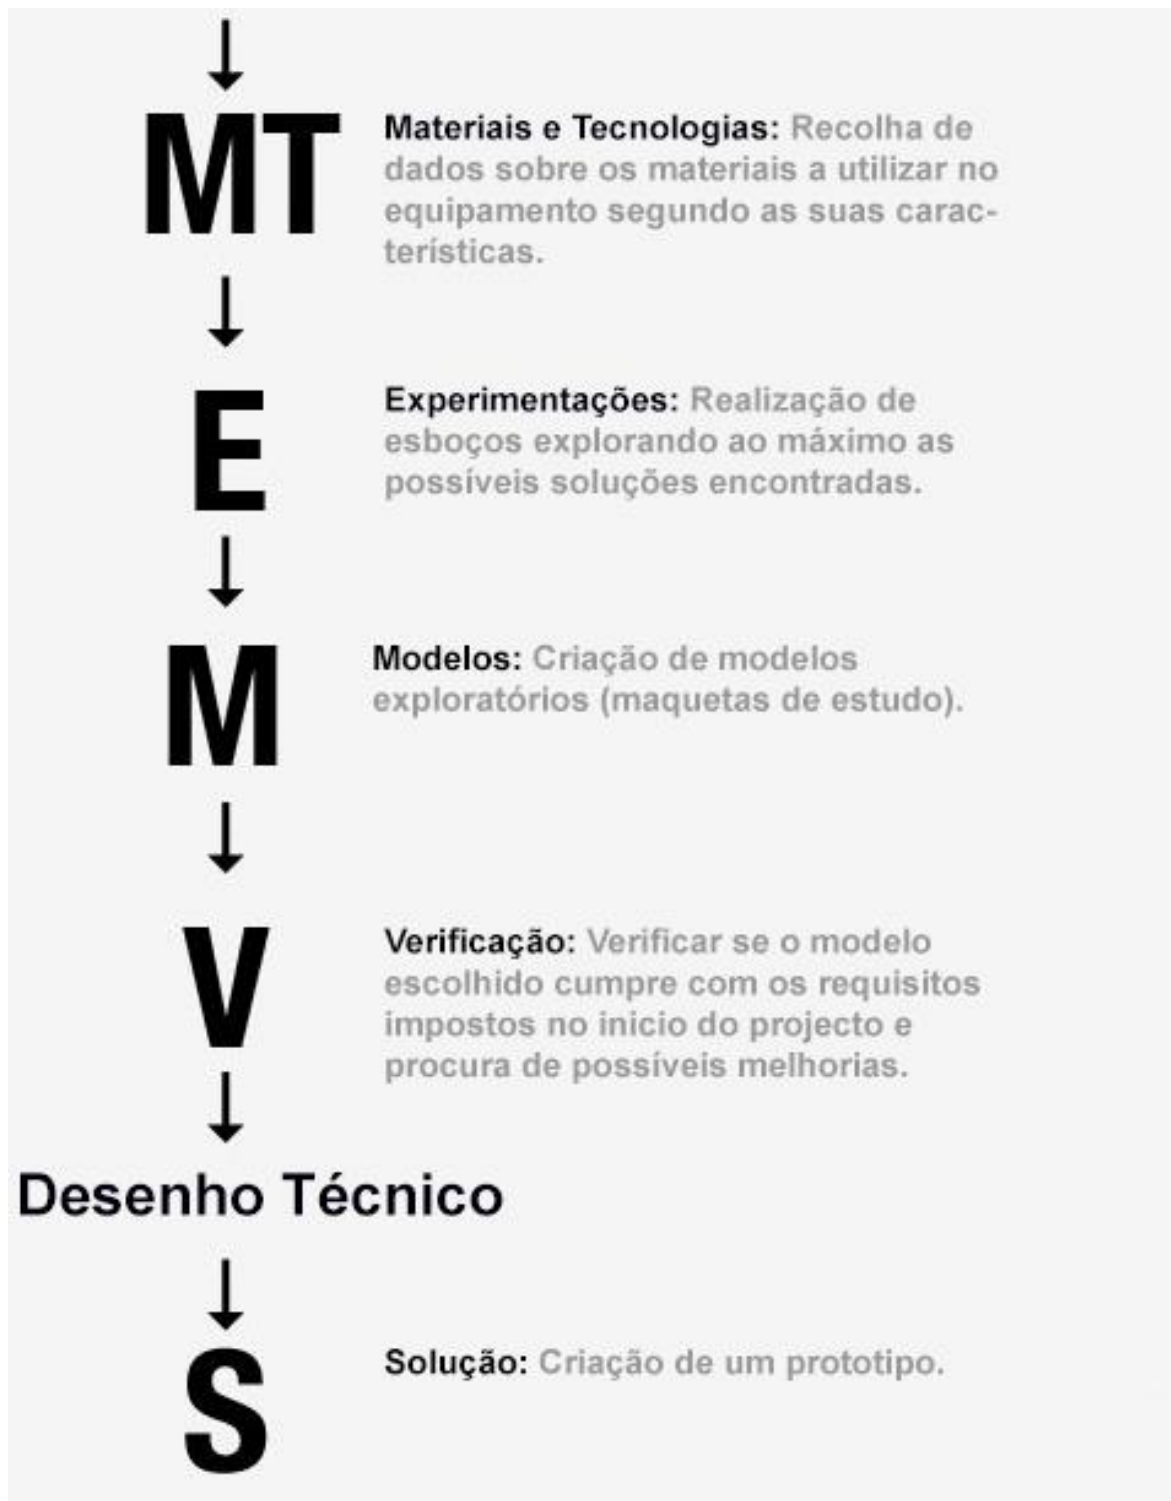 MT
Materiais e Tecnologias: Recolha de
dados sobre os materiais a utilizar no
equipamento segundo as suas carac-
terísticas.
E
Experimentações: Realização de
esboços explorando ao máximo as
possíveis soluções encontradas.
M
Modelos: Criação de modelos
exploratórios (maquetas de estudo).
V
Verificação: Verificar se o modelo
escolhido cumpre com os requisitos
impostos no inicio do projecto e
procura de possíveis melhorias.
Desenho Técnico
S
Solução: Criação de um prototipo.